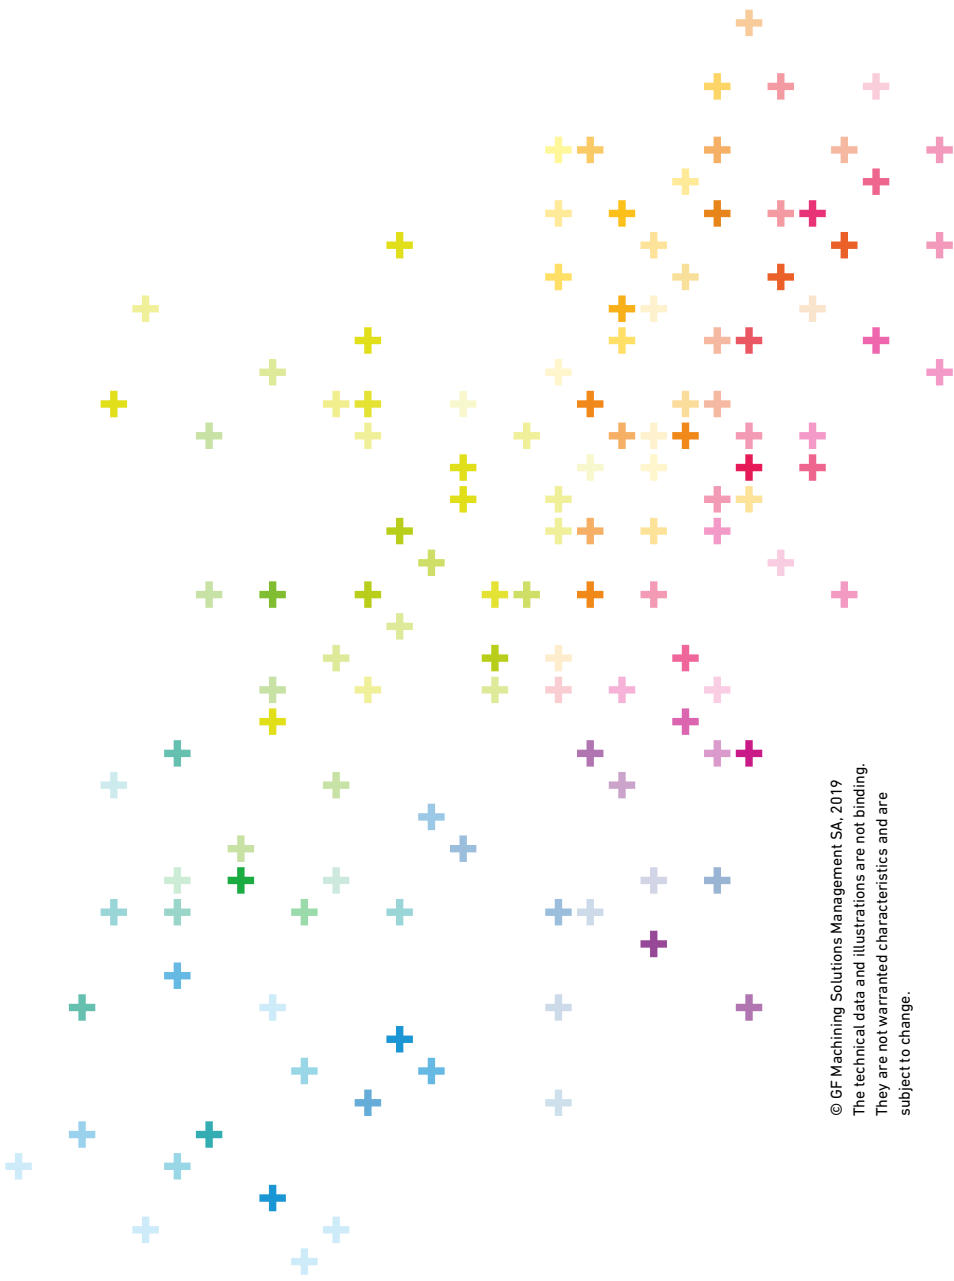 © GF Machining Solutions Management SA, 2019
The technical data and illustrations are not binding.
They are not warranted characteristics and are
subject to change.